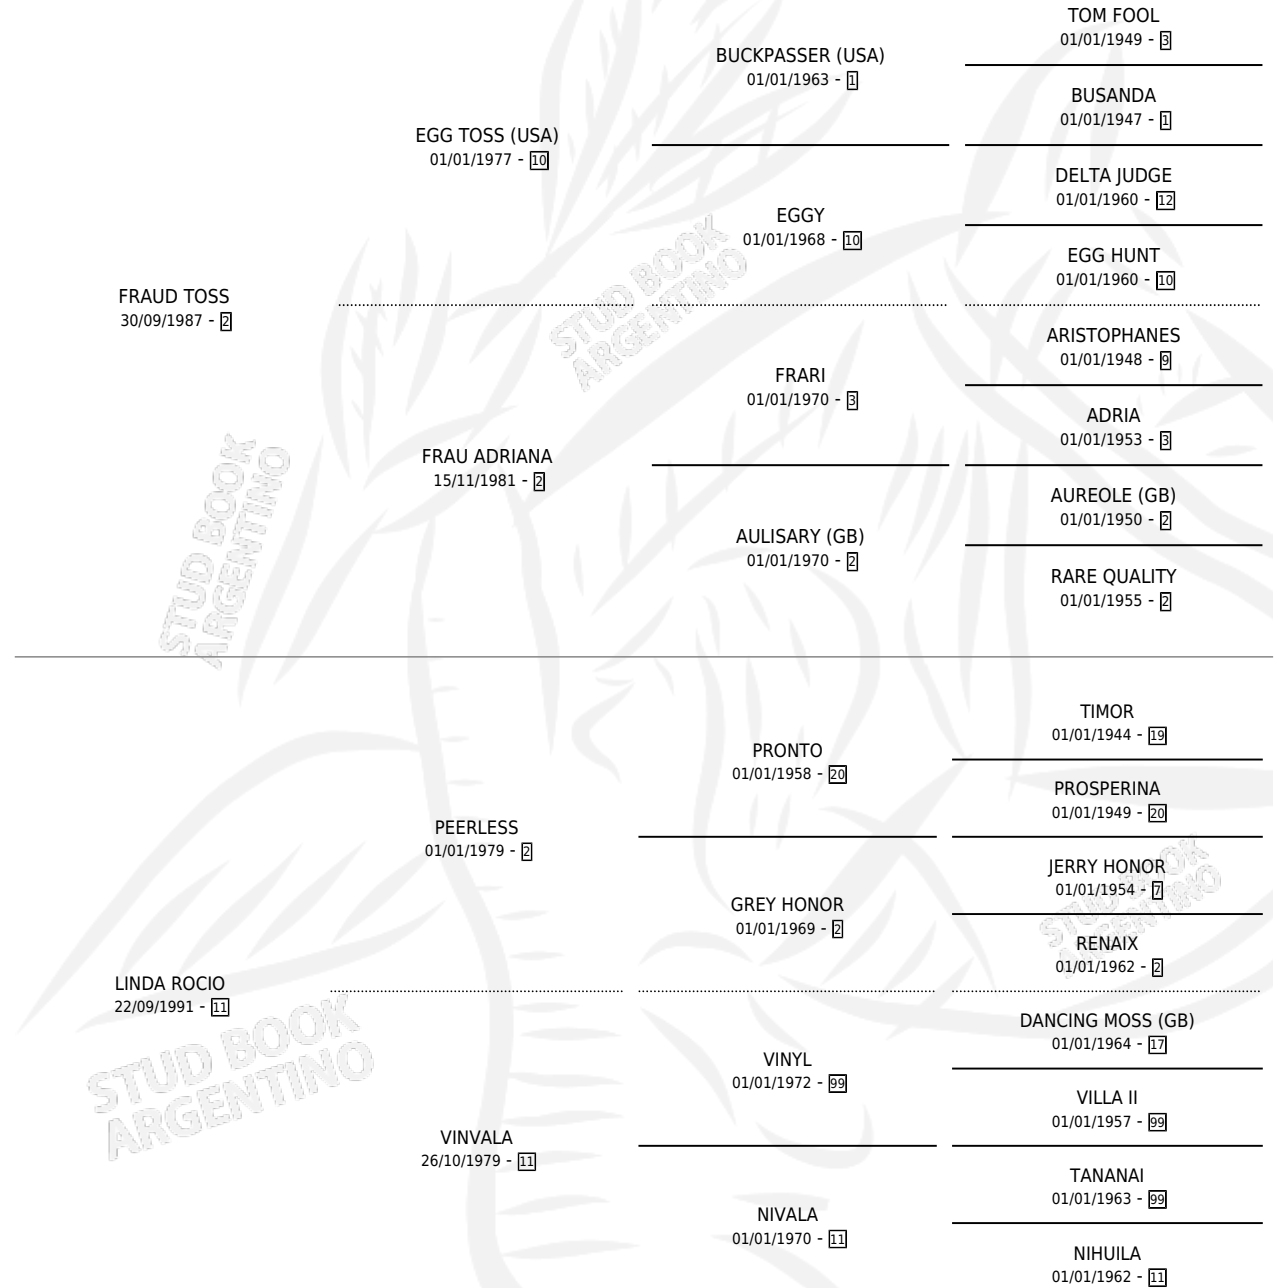 TOM FOOL
01/01/1949 - 3
BUCKPASSER (USA)
01/01/1963 - 1
BUSANDA
01/01/1947 - 1
EGG TOSS (USA)
01/01/1977 - 10
DELTA JUDGE
01/01/1960 - 12
EGGY
01/01/1968 - 10
EGG HUNT
01/01/1960 - 10
FRAUD TOSS
30/09/1987 - 2
ARISTOPHANES
01/01/1948 - 9
FRARI
01/01/1970 - 3
ADRIA
01/01/1953 - 3
FRAU ADRIANA
15/11/1981 - 2
AUREOLE (GB)
01/01/1950 - 2
AULISARY (GB)
01/01/1970 - 2
RARE QUALITY
01/01/1955 - 2
TIMOR
01/01/1944 - 19
PRONTO
01/01/1958 - 20
PROSPERINA
01/01/1949 - 20
PEERLESS
01/01/1979 - 2
JERRY HONOR
01/01/1954 - 7
GREY HONOR
01/01/1969 - 2
RENAIX
01/01/1962 - 2
LINDA ROCIO
22/09/1991 - 11
DANCING MOSS (GB)
01/01/1964 - 17
VINYL
01/01/1972 - 99
VILLA II
01/01/1957 - 99
VINVALA
26/10/1979 - 11
TANANAI
01/01/1963 - 99
NIVALA
01/01/1970 - 11
NIHUILA
01/01/1962 - 11
STUD BOOK
ARGENTINO
STUD BOOK
ARGENTINO
STUD BOOK
ARGENTINO
STUD BOOK
ARGENTINO